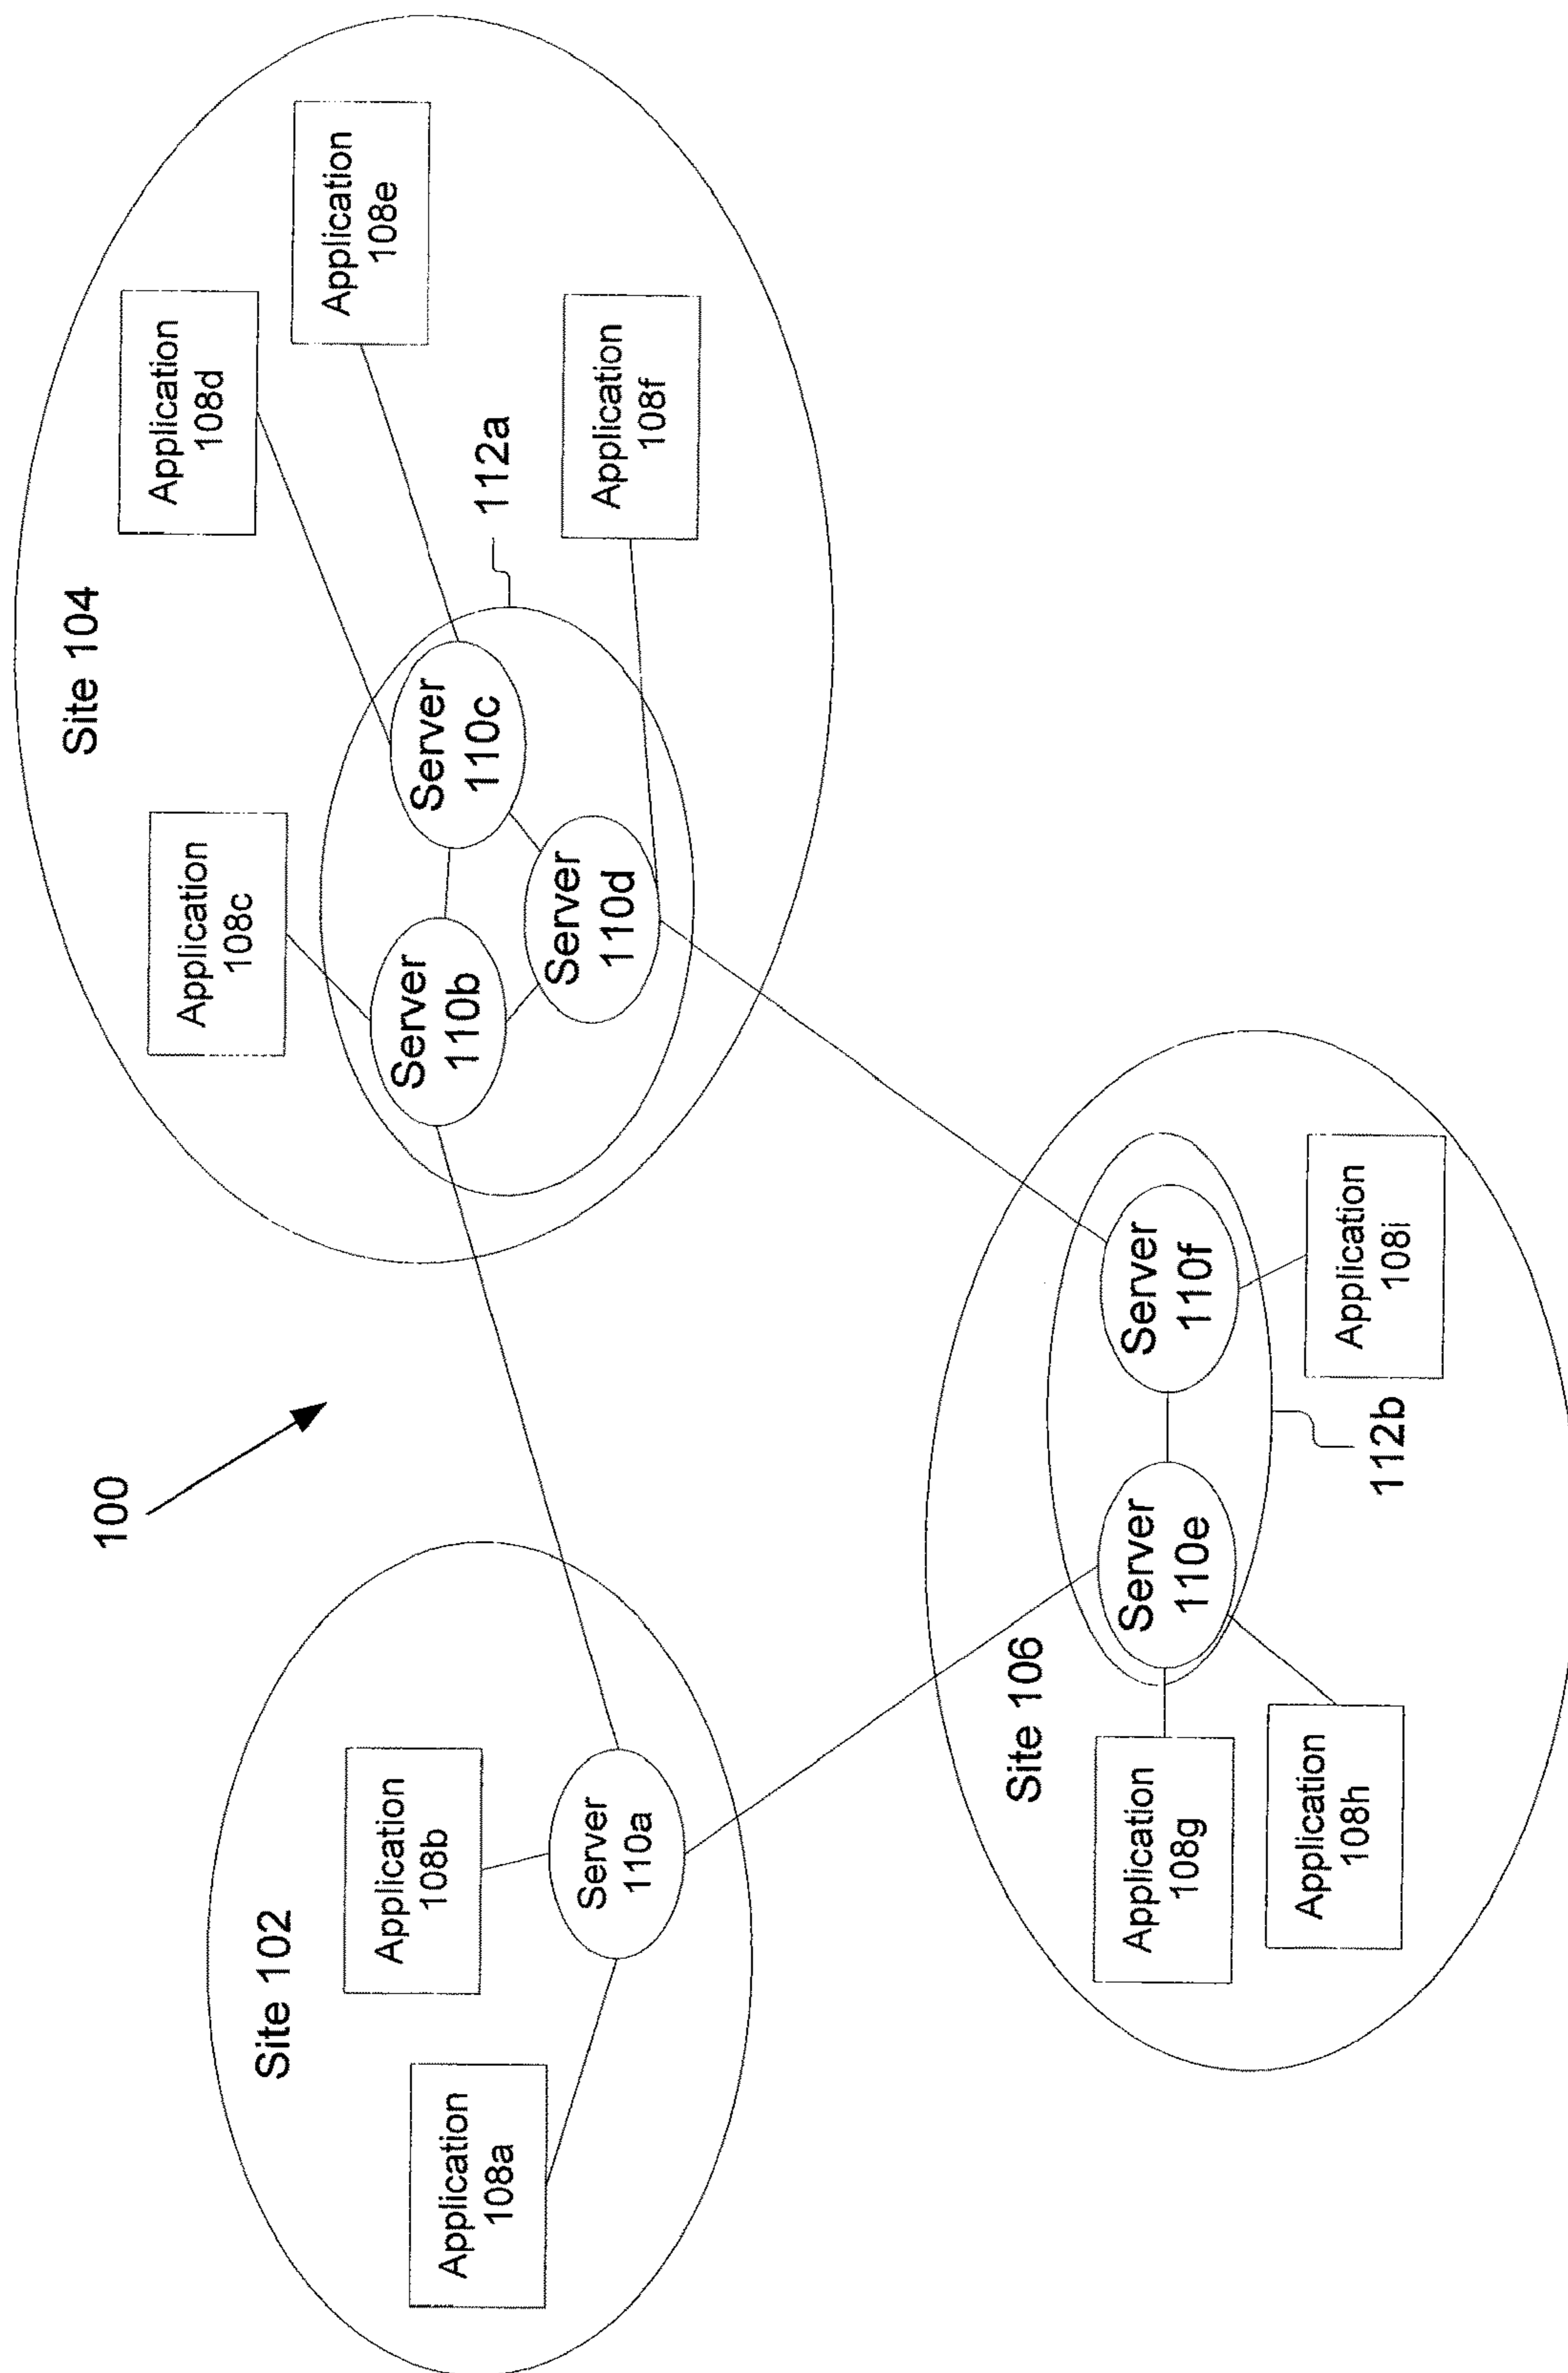 100
Site 102
Application
108a
Application
108b
Server
110a
Site 104
Application
108c
Application
108d
Application
108e
Application
108f
Server
110b
Server
110c
Server
110d
112a
Site 106
Application
108g
Application
108h
Server
110e
Server
110f
Application
108i
112b